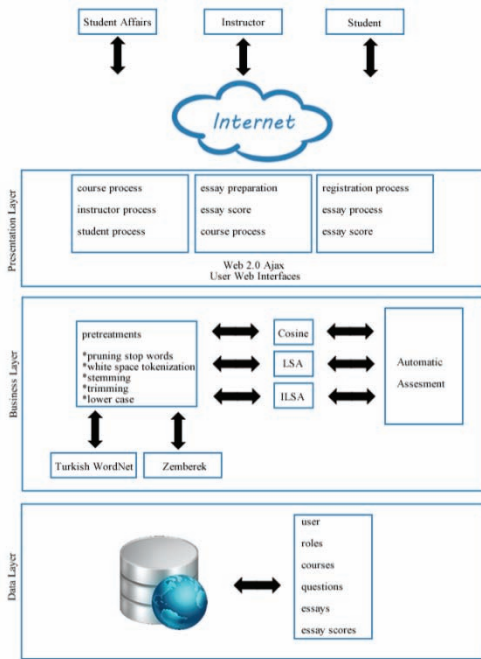 Student Affairs
Instructor
Student
Internet
Presentation Layer
course process
instructor process
student process
essay preparation
essay score
course process
registration process
essay process
essay score
Web 2.0 Ajax
User Web Interfaces
Business Layer
pretreatments
*pruning stop words
*white space tokenization
*stemming
*trimming
*lower case
Cosine
LSA
ILSA
Automatic
Assesment
Turkish WordNet
Zemberek
Data Layer
user
roles
courses
questions
essays
essay scores